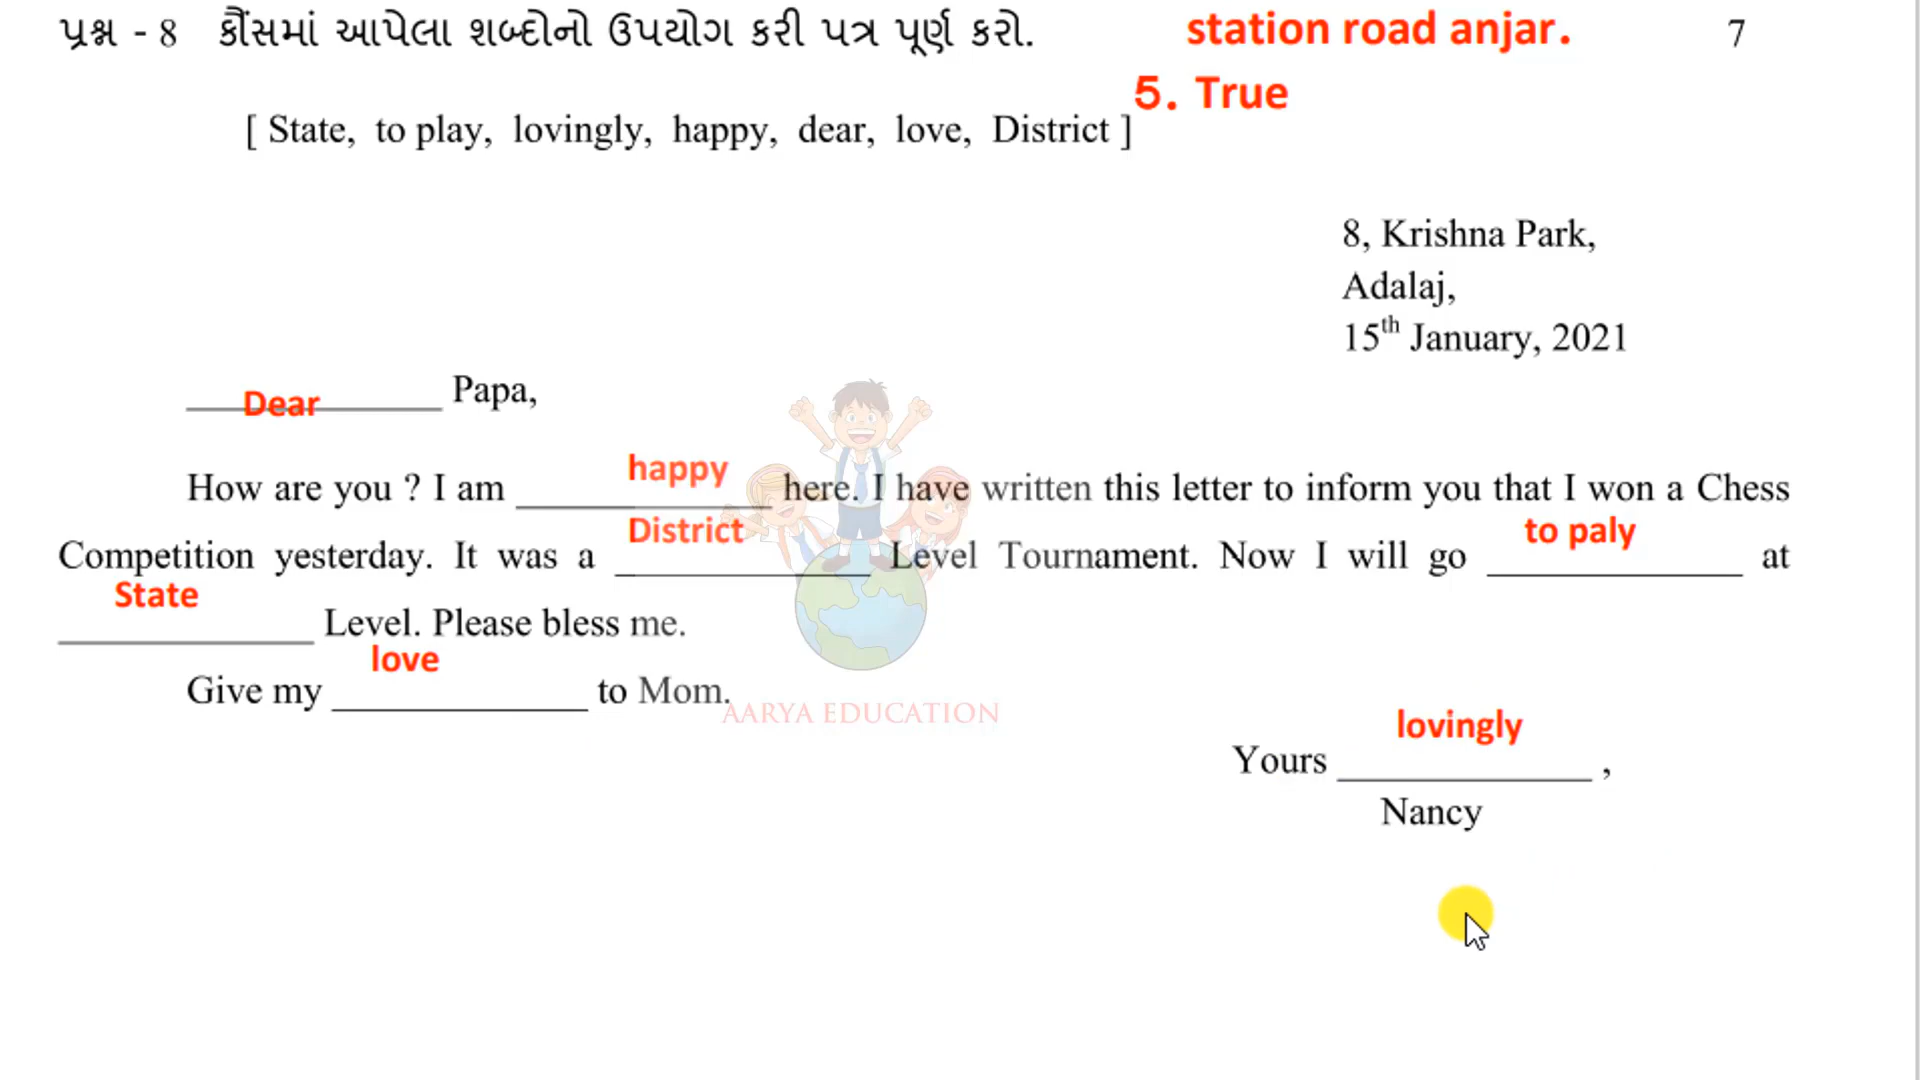 પ્રશ્ન - 8 કૌંસમાં આપેલા શબ્દોનો ઉપયોગ કરી પત્ર પૂર્ણ કરો. station road anjar. 7
5. True
[ State, to play, lovingly, happy, dear, love, District ]
8, Krishna Park,
Adalaj,
15th January, 2021
Dear Papa,
How are you ? I am happy here. I have written this letter to inform you that I won a Chess
Competition yesterday. It was a District Level Tournament. Now I will go to paly at
State Level. Please bless me.
Give my love to Mom.
AARYA EDUCATION
Yours lovingly ,
Nancy